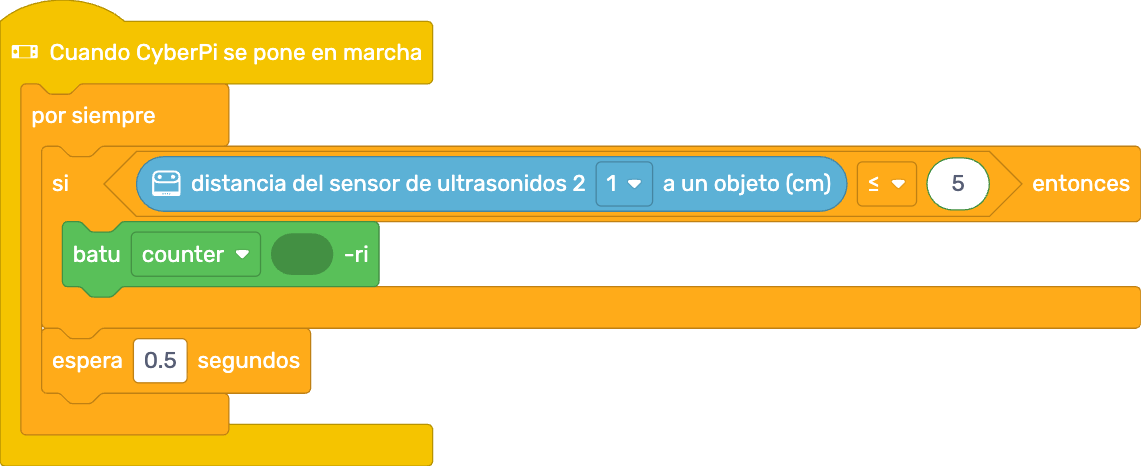 Cuando CyberPi se pone en marcha
por siempre
si distancia del sensor de ultrasonidos 2 1 a un objeto (cm) ≤ 5 entonces
batu counter -ri
espera 0.5 segundos